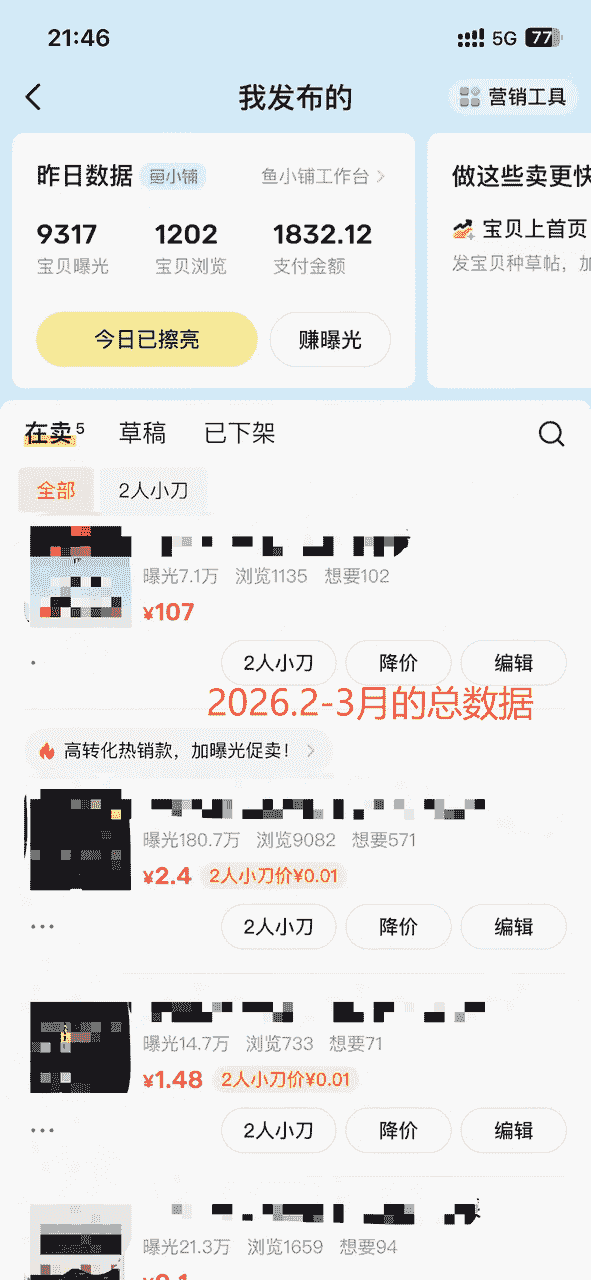 21:46 5G 77
我发布的 营销工具
昨日数据 鱼小铺 鱼小铺工作台 >
9317 1202 1832.12
宝贝曝光 宝贝浏览 支付金额
今日已擦亮 赚曝光
做这些卖更快
宝贝上首页
发宝贝种草帖，加
在卖5 草稿 已下架
全部 2人小刀
曝光7.1万 浏览1135 想要102
¥107
2人小刀 降价 编辑
2026.2-3月的总数据
高转化热销款，加曝光促卖！ >
曝光180.7万 浏览9082 想要571
¥2.4 2人小刀价¥0.01
... 2人小刀 降价 编辑
曝光14.7万 浏览733 想要71
¥1.48 2人小刀价¥0.01
... 2人小刀 降价 编辑
曝光21.3万 浏览1659 想要94